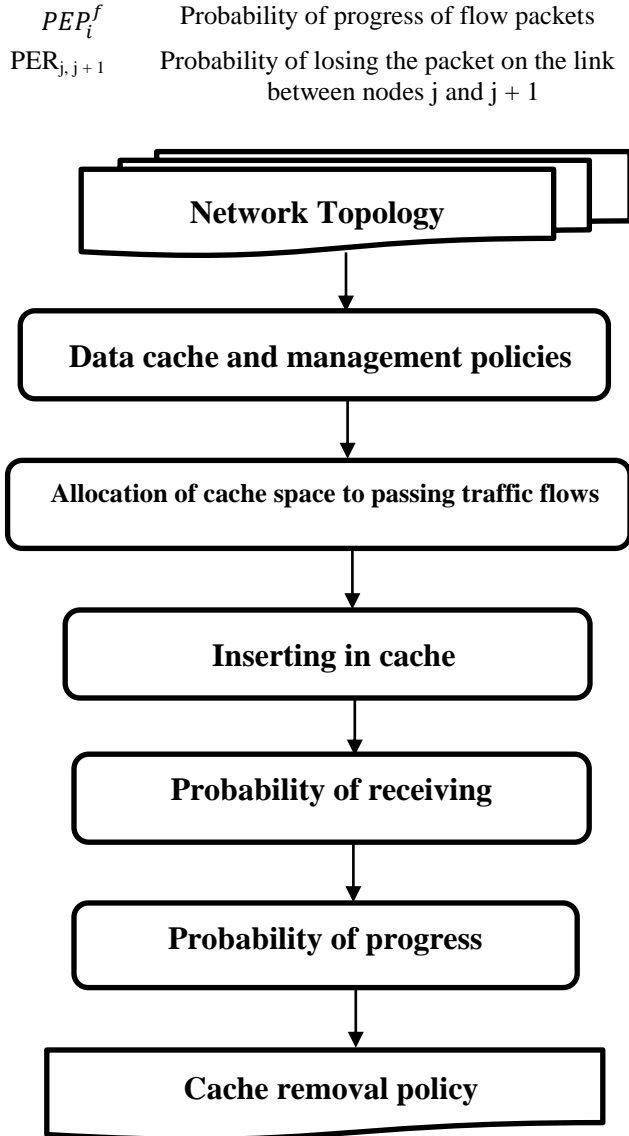 PEP_i^f Probability of progress of flow packets
PER_{j, j + 1} Probability of losing the packet on the link
between nodes j and j + 1
Network Topology
Data cache and management policies
Allocation of cache space to passing traffic flows
Inserting in cache
Probability of receiving
Probability of progress
Cache removal policy